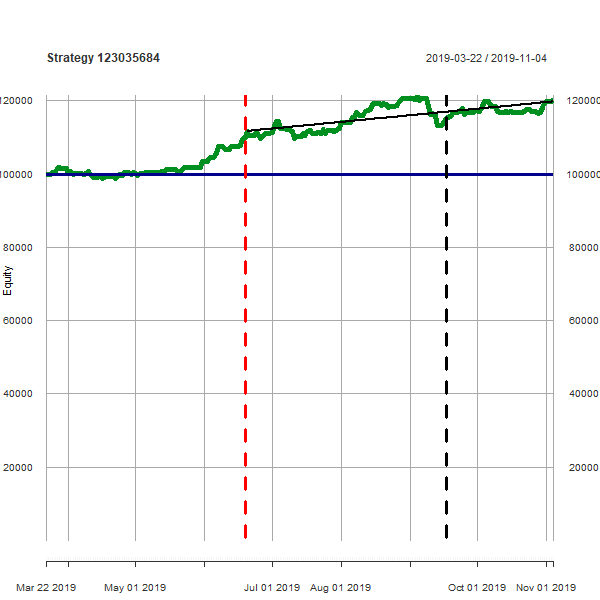 Strategy 123035684 2019-03-22 / 2019-11-04
120000 120000
100000 100000
80000 80000
Equity
60000 60000
40000 40000
20000 20000
Mar 22 2019 May 01 2019 Jul 01 2019 Aug 01 2019 Oct 01 2019 Nov 01 2019